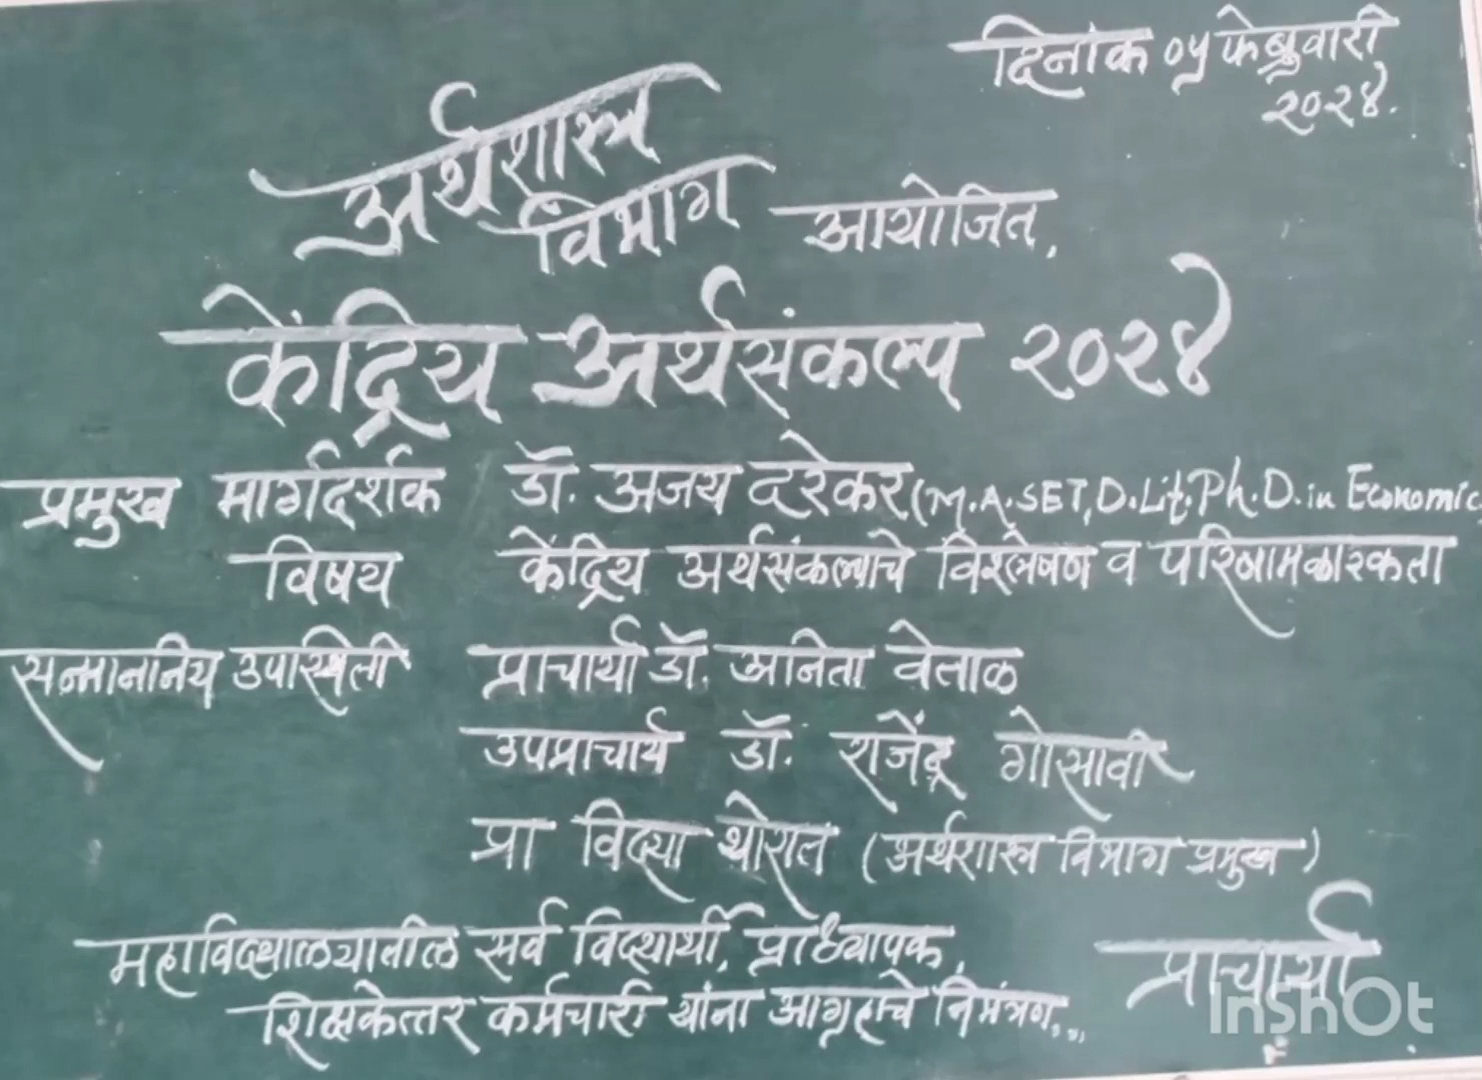 दिनांक ०५ फेब्रुवारी
२०२४.
अर्थशास्त्र
विभाग आयोजित,
केंद्रिय अर्थसंकल्प २०२४
प्रमुख मार्गदर्शक डॉ. अजय दरेकर (M.A.SET,D.Lit.Ph.D.in Economic
विषय केंद्रिय अर्थसंकल्पाचे विश्लेषण व परिणामकारकता
सन्माननिय उपस्थिती प्राचार्या डॉ. अनिता वेताळ
उपप्राचार्य डॉ. राजेंद्र गोसावी
प्रा विद्या थोरात (अर्थशास्त्र विभाग प्रमुख)
महाविद्यालयातील सर्व विद्यार्थी, प्राध्यापक,
शिक्षकेत्तर कर्मचारी यांना आग्रहाचे निमंत्रण...
प्राचार्या
InShOt